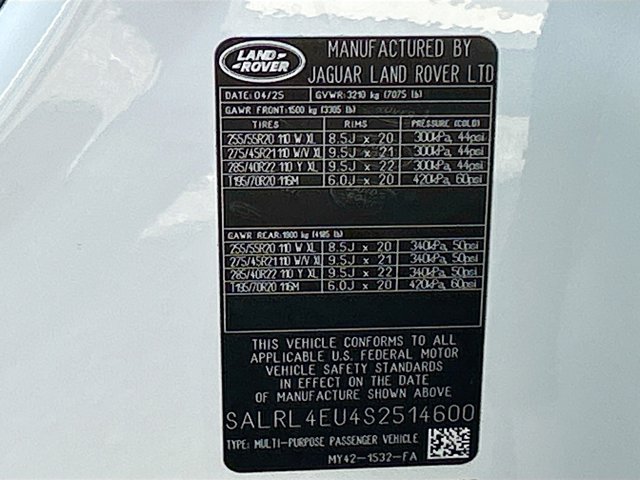 LAND ROVER MANUFACTURED BY
JAGUAR LAND ROVER LTD
DATE: 04/25 GVWR: 3210 kg (7075 lb)
GAWR FRONT: 1500 kg (3305 lb)
TIRES RIMS PRESSURE (COLD)
255/55R20 110 W XL 8.5J x 20 300kPa, 44psi
275/45R21 110 W/V XL 9.5J x 21 300kPa, 44psi
285/40R22 110 Y XL 9.5J x 22 300kPa, 44psi
T195/70R20 116M 6.0J x 20 420kPa, 60psi
GAWR REAR: 1900 kg (4185 lb)
255/55R20 110 W XL 8.5J x 20 340kPa, 50psi
275/45R21 110 W/V XL 9.5J x 21 340kPa, 50psi
285/40R22 110 Y XL 9.5J x 22 340kPa, 50psi
T195/70R20 116M 6.0J x 20 420kPa, 60psi
THIS VEHICLE CONFORMS TO ALL
APPLICABLE U.S. FEDERAL MOTOR
VEHICLE SAFETY STANDARDS
IN EFFECT ON THE DATE
OF MANUFACTURE SHOWN ABOVE
SALRL4EU4S2514600
TYPE: MULTI-PURPOSE PASSENGER VEHICLE
MY42-1532-FA